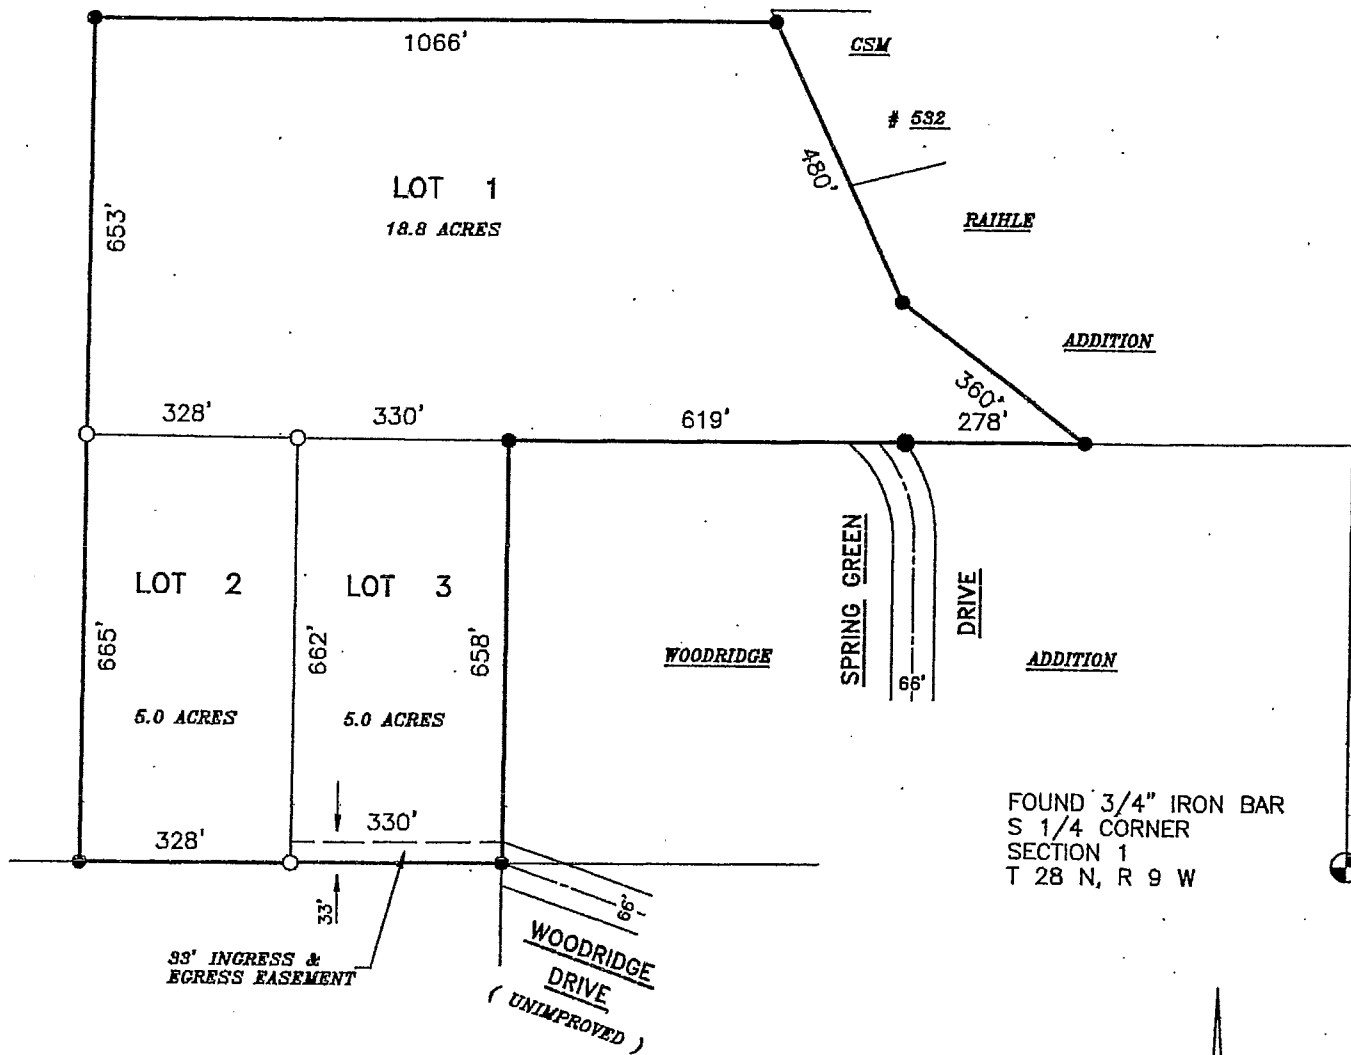 1066'
CSM
# 532
480'
LOT 1
18.8 ACRES
653'
RAIHLE
ADDITION
360'
328'
330'
619'
278'
SPRING GREEN
DRIVE
66'
LOT 2
LOT 3
665'
662'
658'
WOODRIDGE
ADDITION
5.0 ACRES
5.0 ACRES
328'
330'
33'
33' INGRESS &
EGRESS EASEMENT
66'
WOODRIDGE
DRIVE
( UNIMPROVED )
FOUND 3/4" IRON BAR
S 1/4 CORNER
SECTION 1
T 28 N, R 9 W